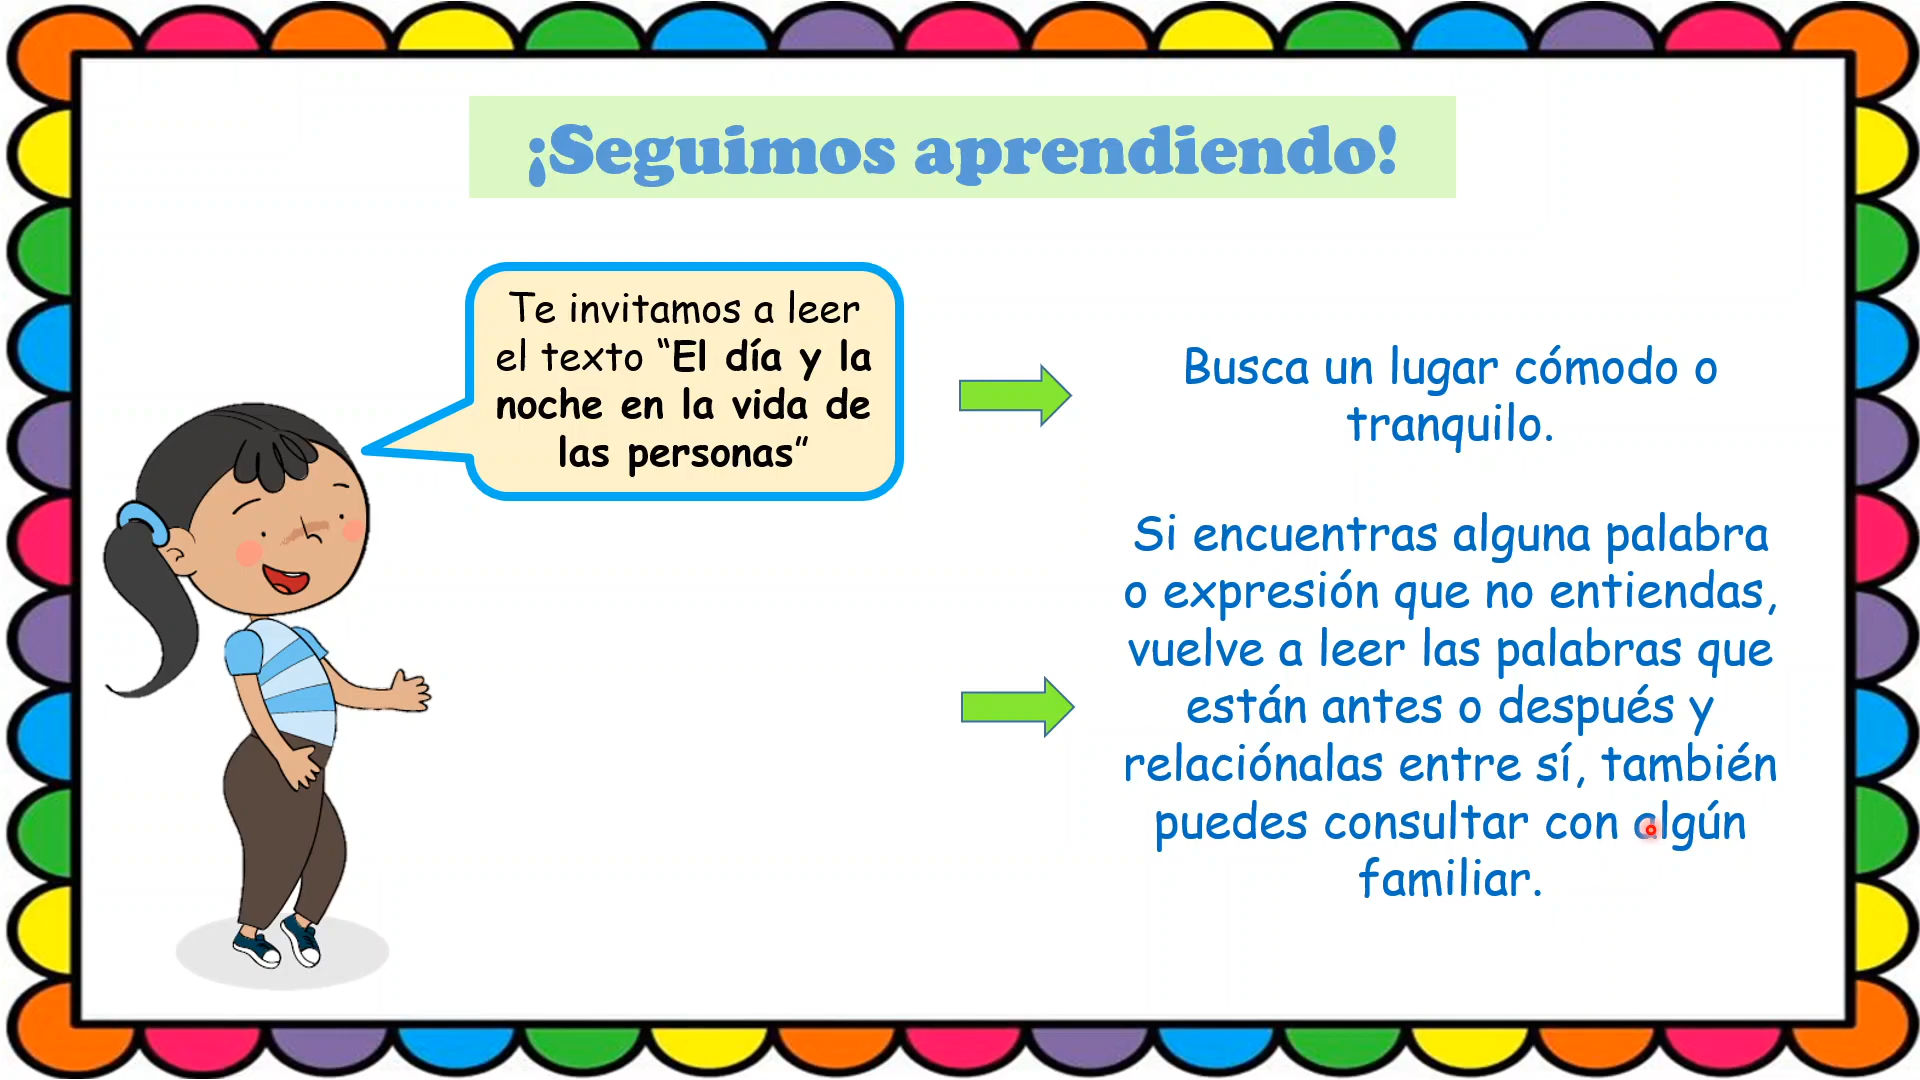 ¡Seguimos aprendiendo!
Te invitamos a leer
el texto “El día y la
noche en la vida de
las personas”
Busca un lugar cómodo o
tranquilo.
Si encuentras alguna palabra
o expresión que no entiendas,
vuelve a leer las palabras que
están antes o después y
relaciónalas entre sí, también
puedes consultar con algún
familiar.